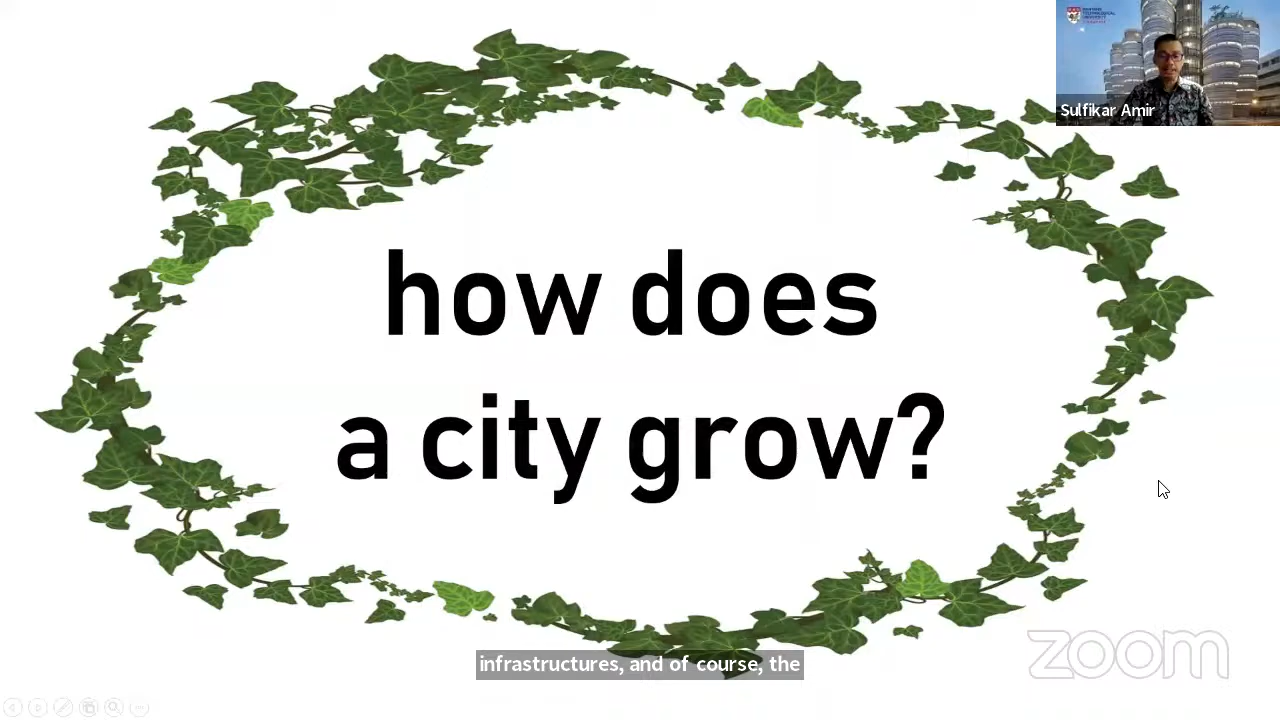 Sulfikar Amir
how does
a city grow?
infrastructures, and of course, the
zoom